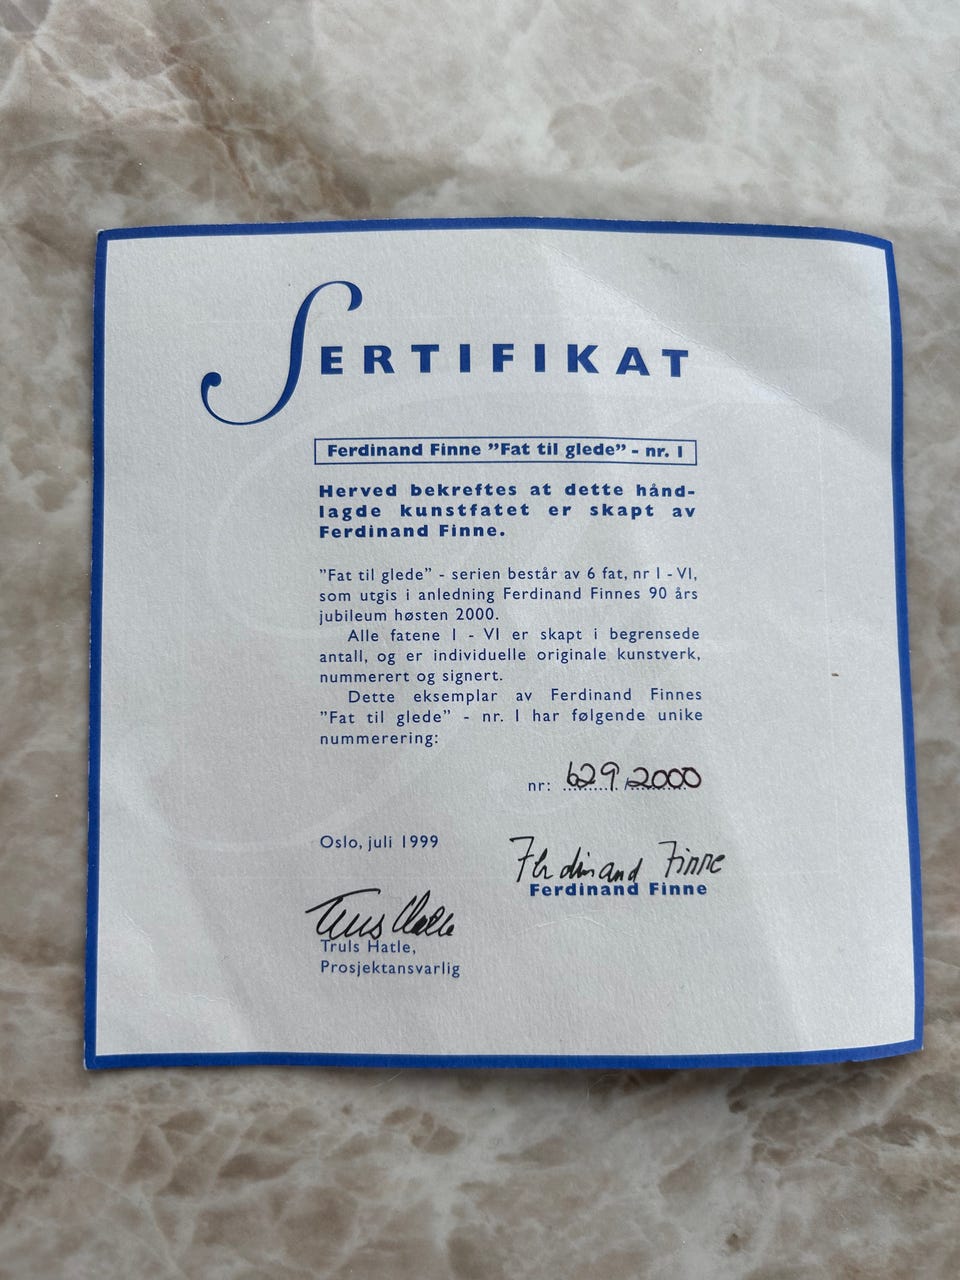 SERTIFIKAT
Ferdinand Finne ”Fat til glede” - nr. I
Herved bekreftes at dette hånd-
lagde kunstfatet er skapt av
Ferdinand Finne.
”Fat til glede” - serien består av 6 fat, nr I - VI,
som utgis i anledning Ferdinand Finnes 90 års
jubileum høsten 2000.
Alle fatene I - VI er skapt i begrensede
antall, og er individuelle originale kunstverk,
nummerert og signert.
Dette eksemplar av Ferdinand Finnes
”Fat til glede” - nr. I har følgende unike
nummerering:
nr: 629/2000
Oslo, juli 1999
Ferdinand Finne
Ferdinand Finne
Truls Hatle
Truls Hatle,
Prosjektansvarlig